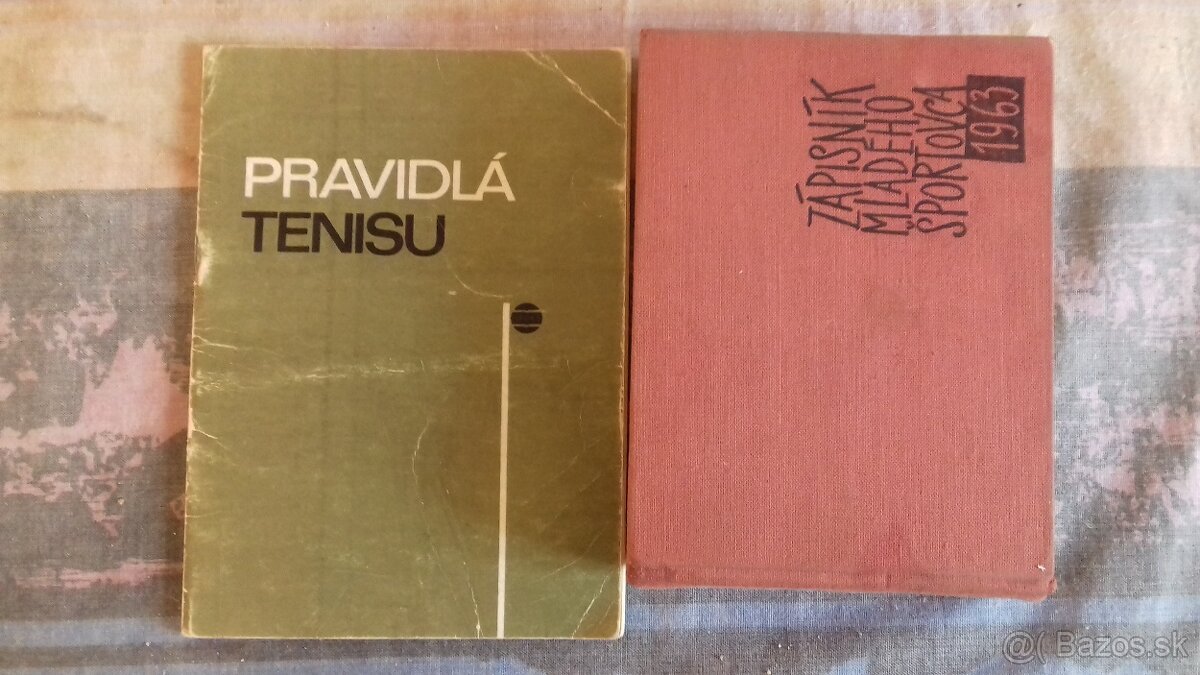 PRAVIDLÁ
TENISU
ZÁPISNÍK
MLADÉHO
ŠPORTOVCA
1963
@( Bazos.sk